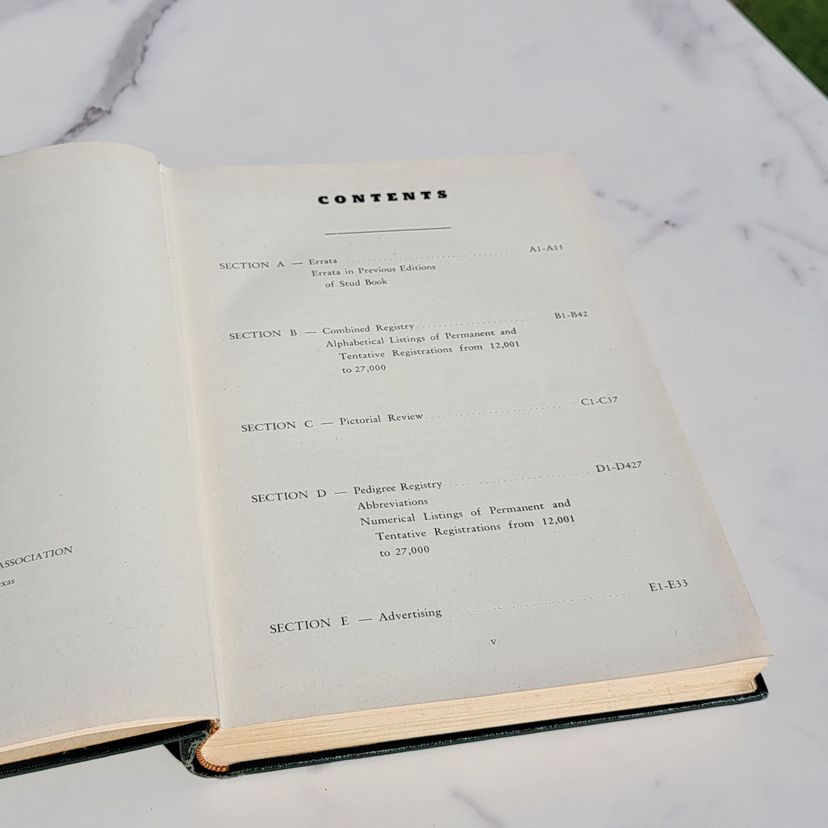 ASSOCIATION
CONTENTS
SECTION A — Errata ........................ A1-A15
Errata in Previous Editions
of Stud Book
SECTION B — Combined Registry ........................ B1-B42
Alphabetical Listings of Permanent and
Tentative Registrations from 12,001
to 27,000
SECTION C — Pictorial Review ........................ C1-C37
SECTION D — Pedigree Registry ........................ D1-D427
Abbreviations
Numerical Listings of Permanent and
Tentative Registrations from 12,001
to 27,000
SECTION E — Advertising ........................ E1-E33
v